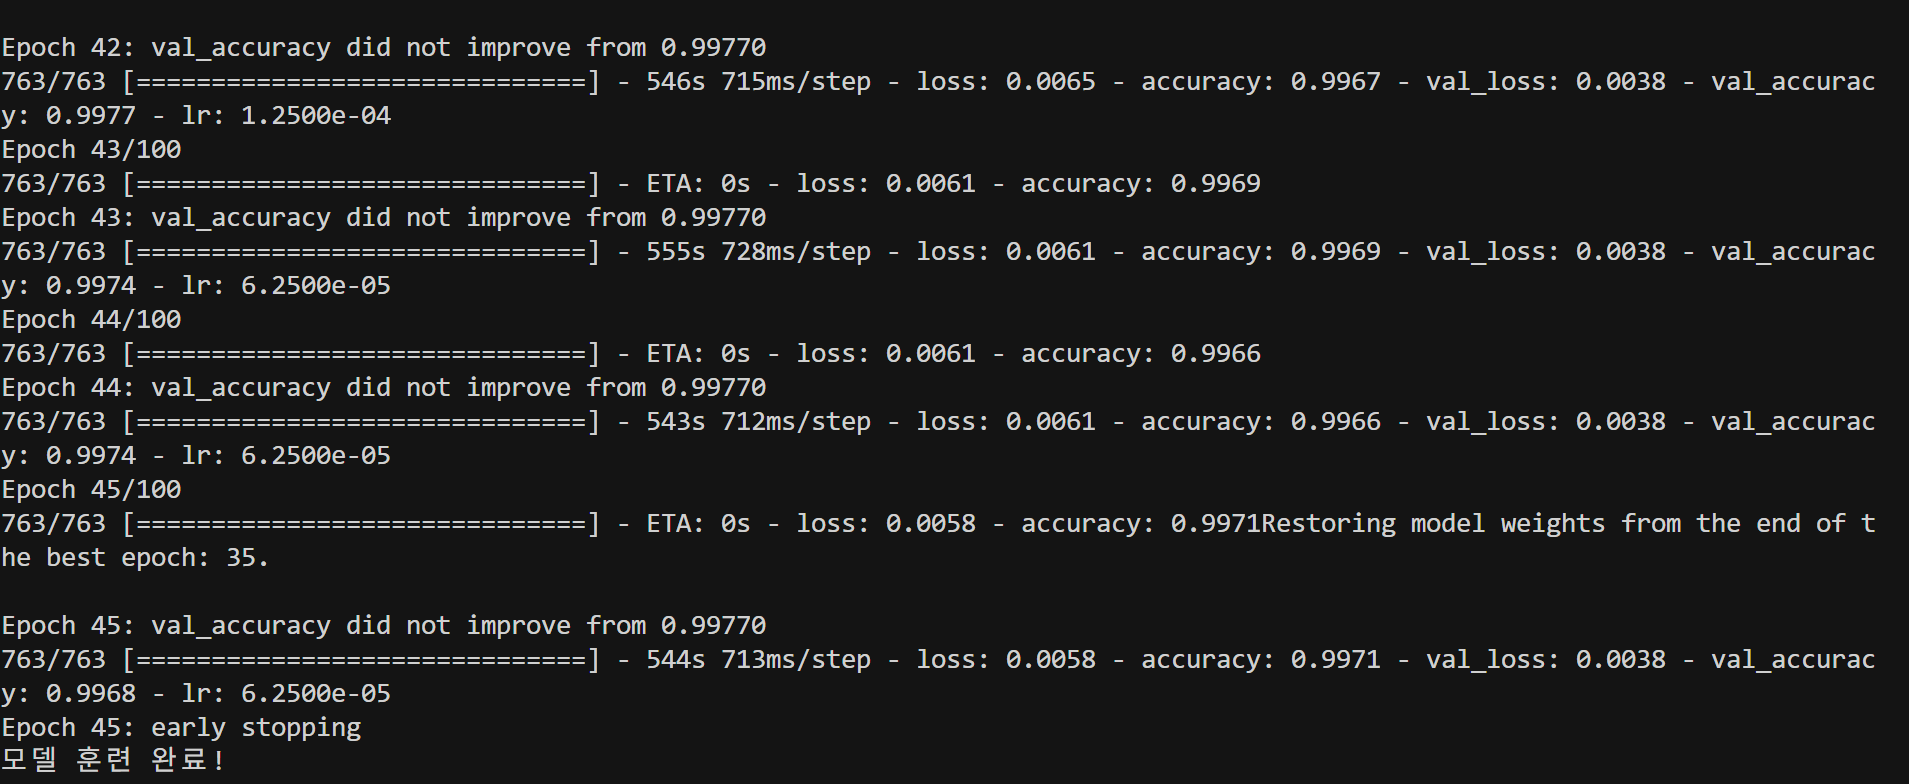 Epoch 42: val_accuracy did not improve from 0.99770
763/763 [==============================] - 546s 715ms/step - loss: 0.0065 - accuracy: 0.9967 - val_loss: 0.0038 - val_accurac
y: 0.9977 - lr: 1.2500e-04
Epoch 43/100
763/763 [==============================] - ETA: 0s - loss: 0.0061 - accuracy: 0.9969
Epoch 43: val_accuracy did not improve from 0.99770
763/763 [==============================] - 555s 728ms/step - loss: 0.0061 - accuracy: 0.9969 - val_loss: 0.0038 - val_accurac
y: 0.9974 - lr: 6.2500e-05
Epoch 44/100
763/763 [==============================] - ETA: 0s - loss: 0.0061 - accuracy: 0.9966
Epoch 44: val_accuracy did not improve from 0.99770
763/763 [==============================] - 543s 712ms/step - loss: 0.0061 - accuracy: 0.9966 - val_loss: 0.0038 - val_accurac
y: 0.9974 - lr: 6.2500e-05
Epoch 45/100
763/763 [==============================] - ETA: 0s - loss: 0.0058 - accuracy: 0.9971Restoring model weights from the end of t
he best epoch: 35.
Epoch 45: val_accuracy did not improve from 0.99770
763/763 [==============================] - 544s 713ms/step - loss: 0.0058 - accuracy: 0.9971 - val_loss: 0.0038 - val_accurac
y: 0.9968 - lr: 6.2500e-05
Epoch 45: early stopping
모델 훈련 완료!